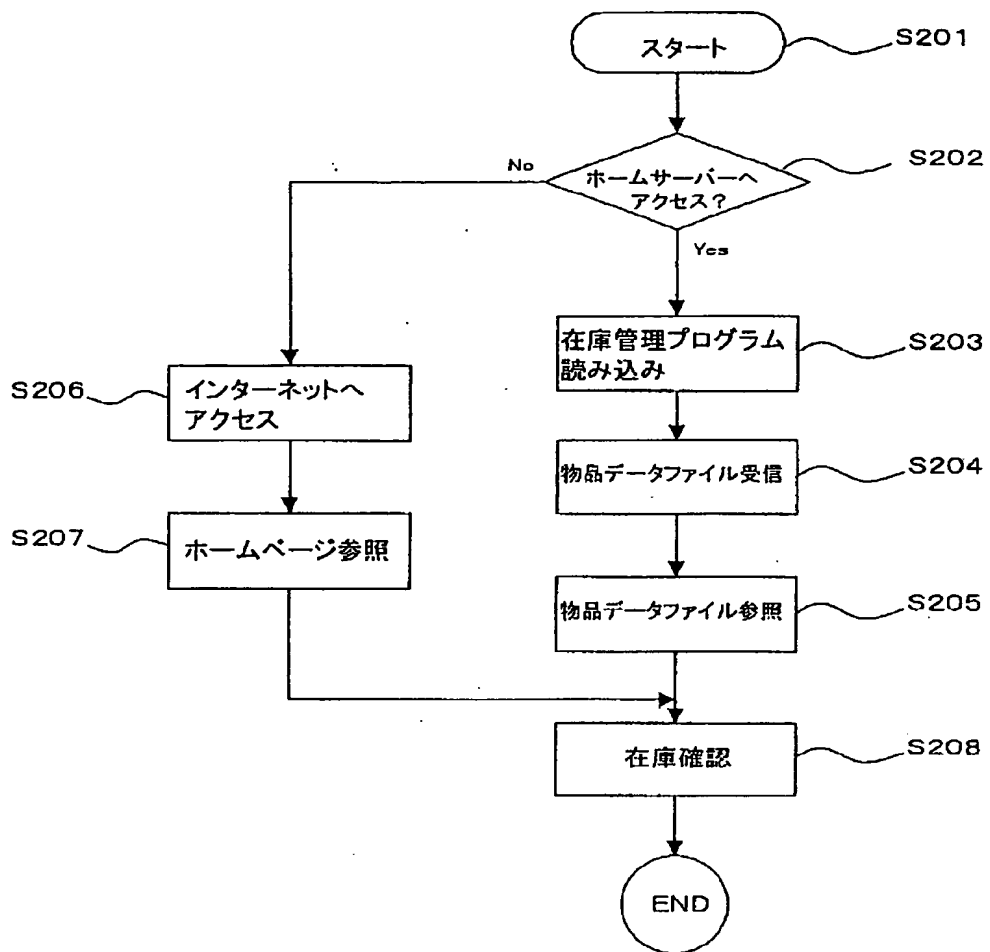 スタート
S201
ホームサーバーへ
アクセス？
S202
No
Yes
在庫管理プログラム
読み込み
S203
S206
インターネットへ
アクセス
物品データファイル受信
S204
S207
ホームページ参照
物品データファイル参照
S205
在庫確認
S208
END